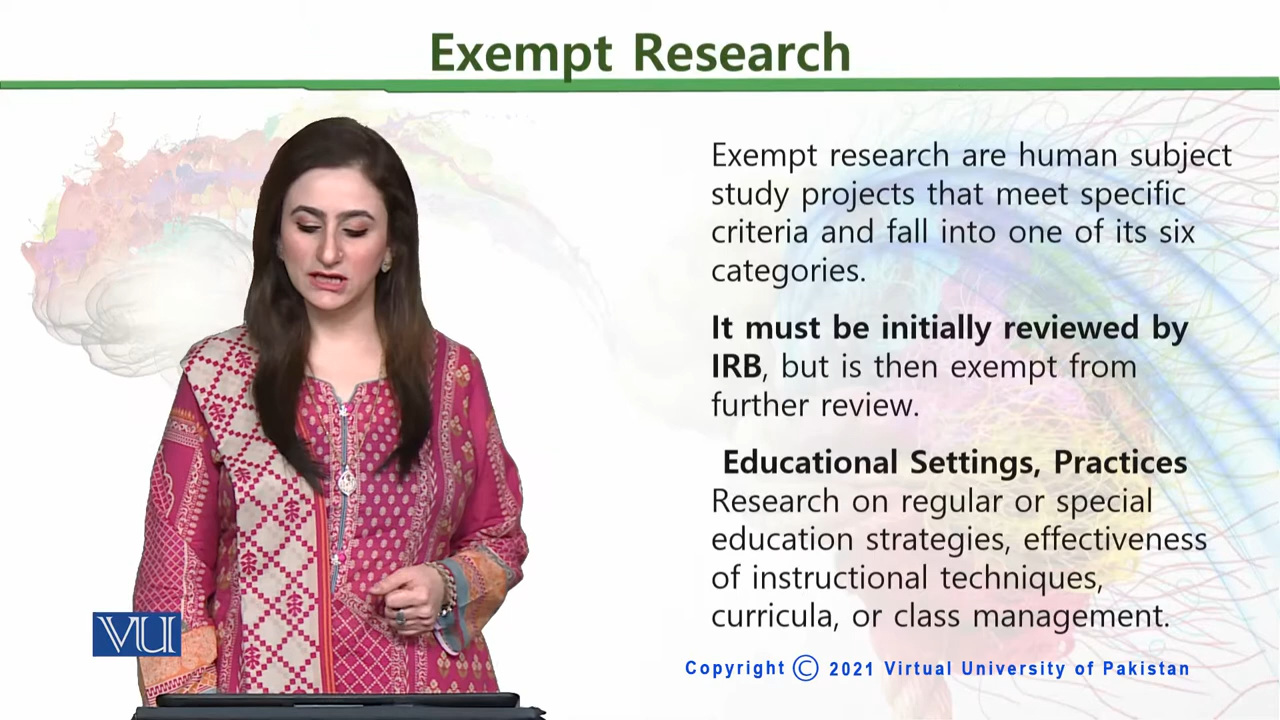 Exempt Research
Exempt research are human subject
study projects that meet specific
criteria and fall into one of its six
categories.
It must be initially reviewed by
IRB, but is then exempt from
further review.
Educational Settings, Practices
Research on regular or special
education strategies, effectiveness
of instructional techniques,
curricula, or class management.
VU
Copyright © 2021 Virtual University of Pakistan